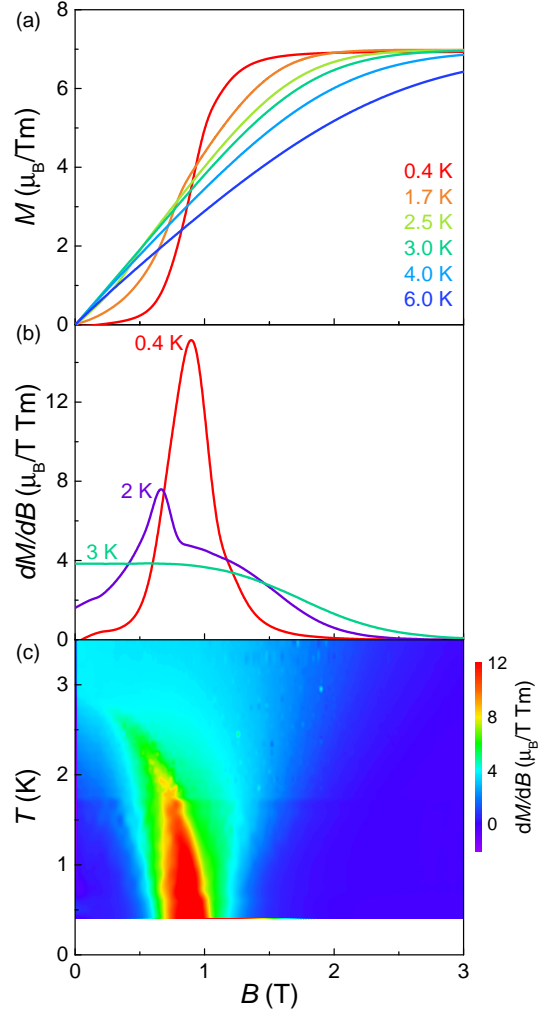 (a)
8
6
4
2
0
M (μB/Tm)
0.4 K
1.7 K
2.5 K
3.0 K
4.0 K
6.0 K
(b)
12
8
4
0
dM/dB (μB/T Tm)
0.4 K
2 K
3 K
(c)
3
2
1
0
T (K)
0 1 2 3
B (T)
12
8
4
0
dM/dB (μB/T Tm)